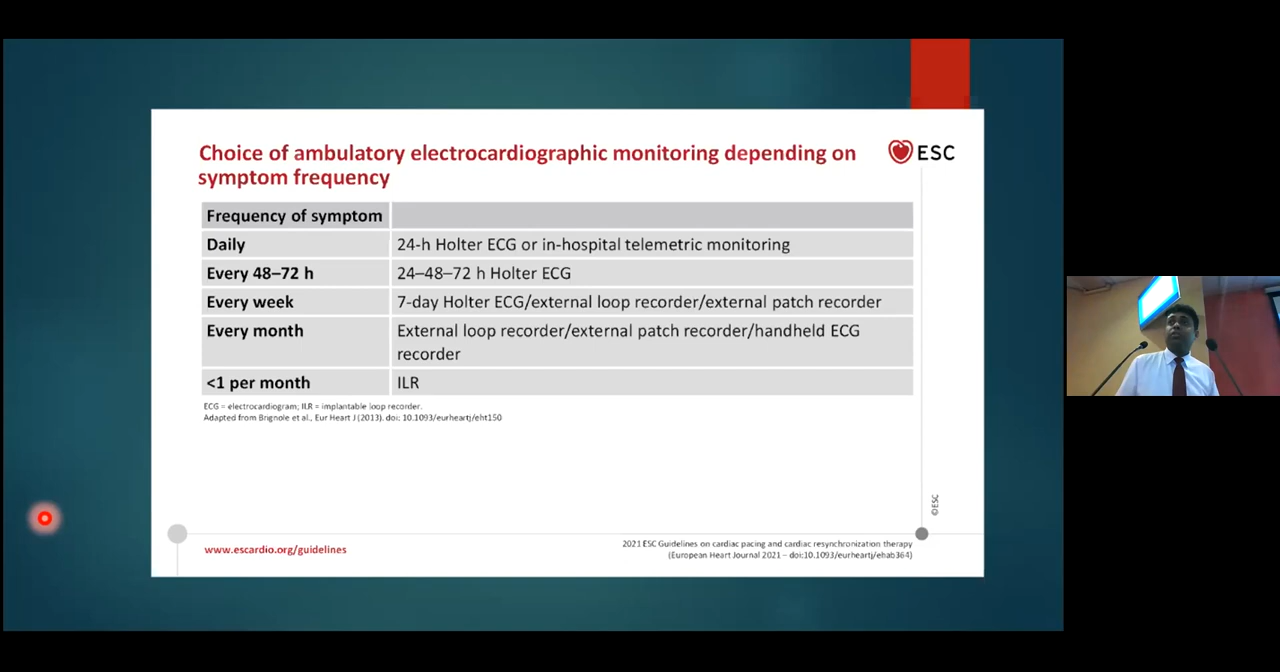 Choice of ambulatory electrocardiographic monitoring depending on
symptom frequency
ESC
Frequency of symptom
Daily 24-h Holter ECG or in-hospital telemetric monitoring
Every 48–72 h 24–48–72 h Holter ECG
Every week 7-day Holter ECG/external loop recorder/external patch recorder
Every month External loop recorder/external patch recorder/handheld ECG
recorder
<1 per month ILR
ECG = electrocardiogram; ILR = implantable loop recorder.
Adapted from Brignole et al., Eur Heart J (2013). doi: 10.1093/eurheartj/eht150
©ESC
www.escardio.org/guidelines
2021 ESC Guidelines on cardiac pacing and cardiac resynchronization therapy
(European Heart Journal 2021 – doi:10.1093/eurheartj/ehab364)